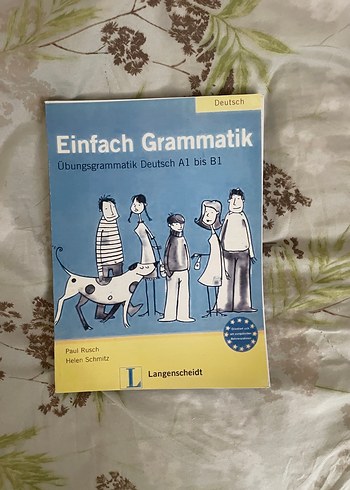 Deutsch
Einfach Grammatik
Übungsgrammatik Deutsch A1 bis B1
Paul Rusch
Helen Schmitz
L
Langenscheidt